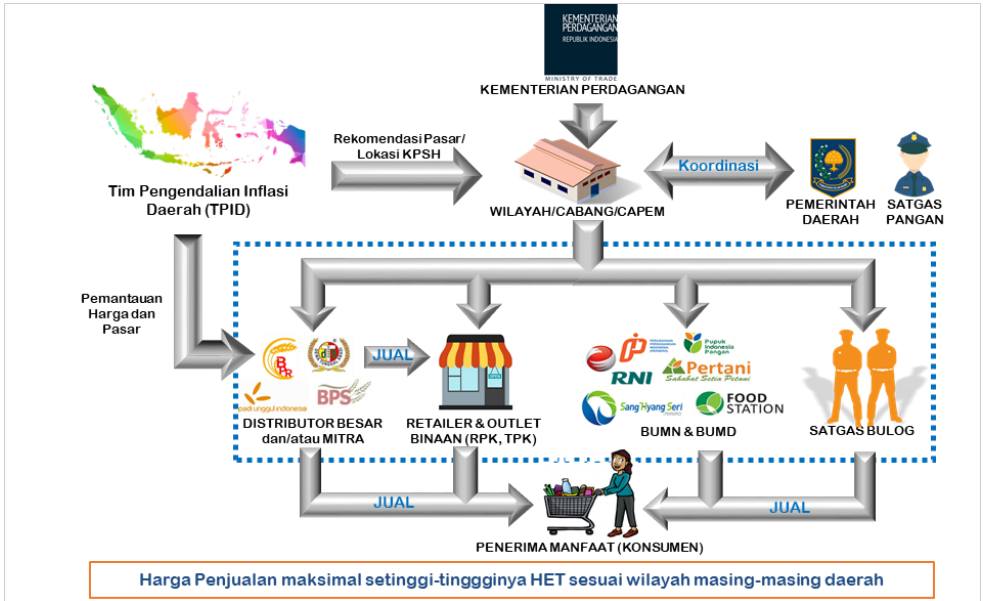 KEMENTERIAN
PERDAGANGAN
REPUBLIK INDONESIA
MINISTRY OF TRADE
KEMENTERIAN PERDAGANGAN
Rekomendasi Pasar/
Lokasi KPSH
Koordinasi
Tim Pengendalian Inflasi
Daerah (TPID)
WILAYAH/CABANG/CAPEM
PEMERINTAH
DAERAH
SATGAS
PANGAN
Pemantauan
Harga dan
Pasar
BPR
JUAL
OPEN
padi unggul indonesia
BPS
RNI
Pupuk
Indonesia
Pangan
Pertani
Sahabat Setia Petani
Sang Hyang Seri
FOOD
STATION
DISTRIBUTOR BESAR
dan/atau MITRA
RETAILER & OUTLET
BINAAN (RPK, TPK)
BUMN & BUMD
SATGAS BULOG
JUAL
JUAL
PENERIMA MANFAAT (KONSUMEN)
Harga Penjualan maksimal setinggi-tinggginya HET sesuai wilayah masing-masing daerah